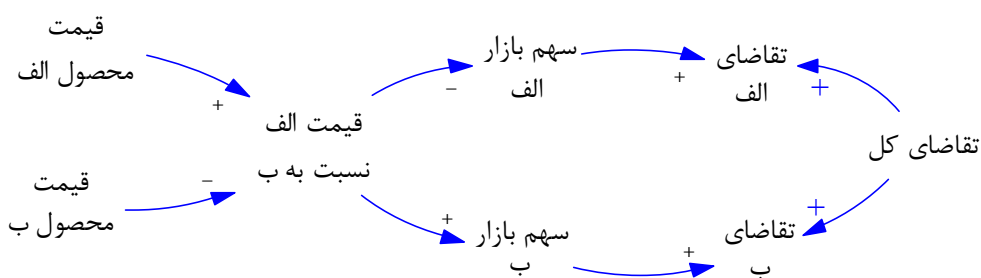 قیمت
محصول الف
+
قیمت
محصول ب
−
قیمت الف
نسبت به ب
−
سهم بازار
الف
+
سهم بازار
ب
+
تقاضای
الف
+
+
تقاضای
ب
+
تقاضای کل